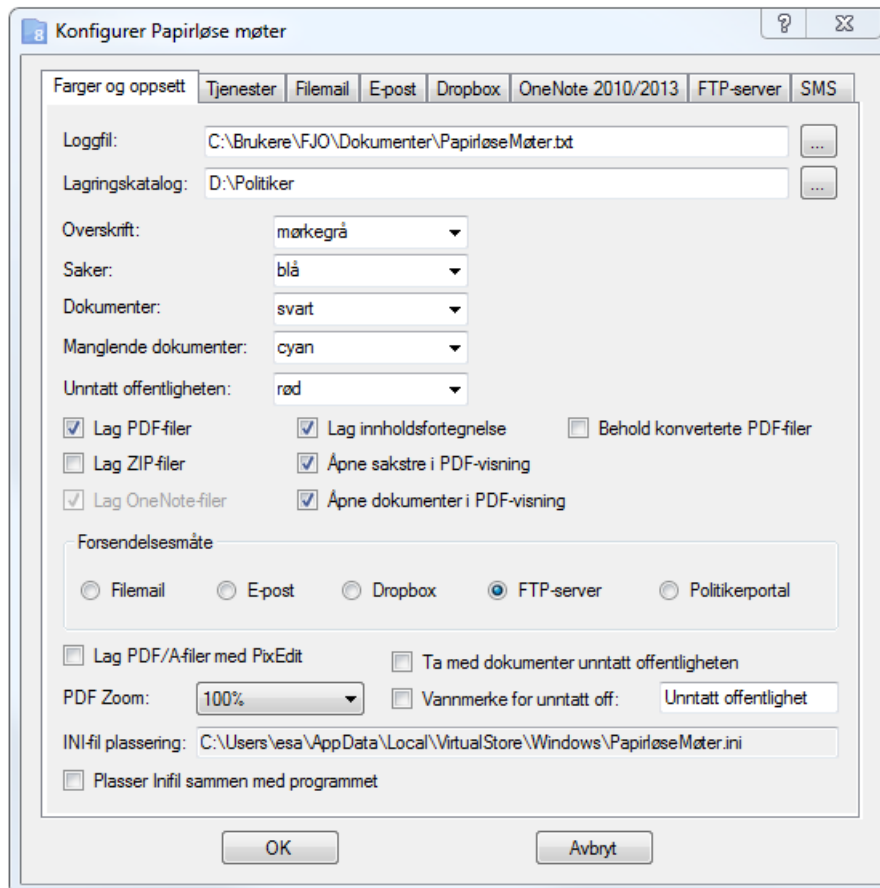 8 Konfigurer Papirløse møter ?
Farger og oppsett Tjenester Filemail E-post Dropbox OneNote 2010/2013 FTP-server SMS
Loggfil: C:\Brukere\FJO\Dokumenter\PapirløseMøter.txt ...
Lagringskatalog: D:\Politiker ...
Overskrift: mørkegrå
Saker: blå
Dokumenter: svart
Manglende dokumenter: cyan
Unntatt offentligheten: rød
Lag PDF-filer Lag innholdsfortegnelse Behold konverterte PDF-filer
Lag ZIP-filer Åpne sakstre i PDF-visning
Lag OneNote-filer Åpne dokumenter i PDF-visning
Forsendelsesmåte
Filemail E-post Dropbox FTP-server Politikerportal
Lag PDF/A-filer med PixEdit Ta med dokumenter unntatt offentligheten
PDF Zoom: 100% Vannmerke for unntatt off: Unntatt offentlighet
INI-fil plassering: C:\Users\esa\AppData\Local\VirtualStore\Windows\PapirløseMøter.ini
Plasser Inifil sammen med programmet
OK Avbryt